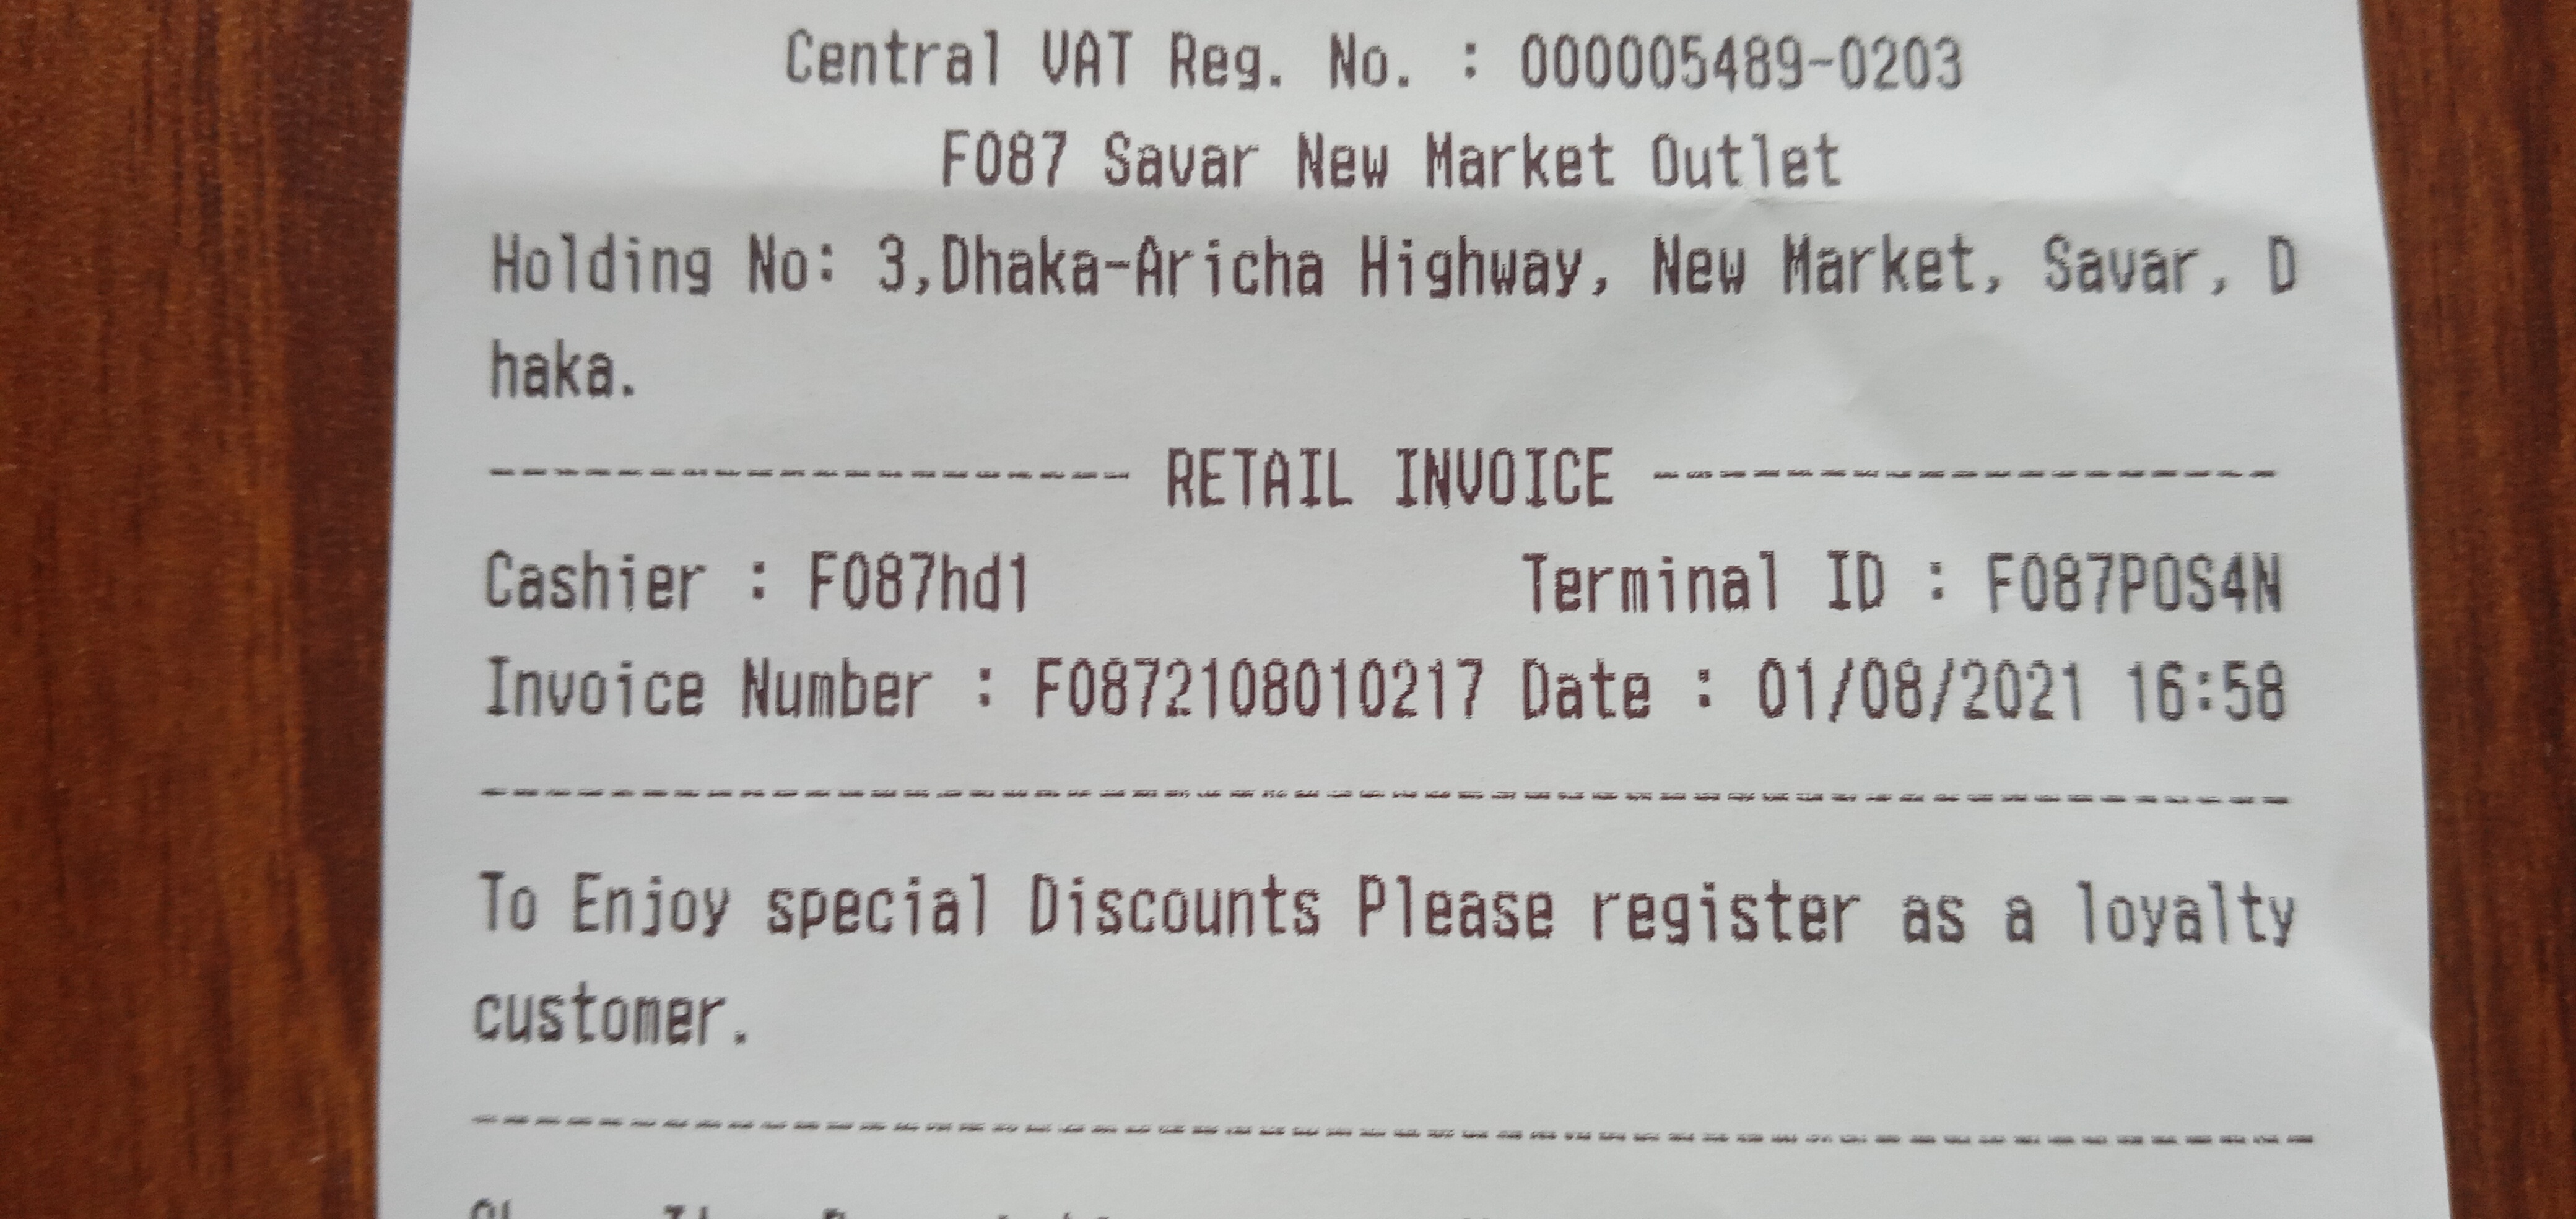 Central VAT Reg. No. : 000005489-0203
F087 Savar New Market Outlet
Holding No: 3,Dhaka-Aricha Highway, New Market, Savar, D
haka.
-------------------- RETAIL INVOICE --------------------
Cashier : F087hd1 Terminal ID : F087POS4N
Invoice Number : F0872108010217 Date : 01/08/2021 16:58
--------------------------------------------------------
To Enjoy special Discounts Please register as a loyalty
customer.
--------------------------------------------------------